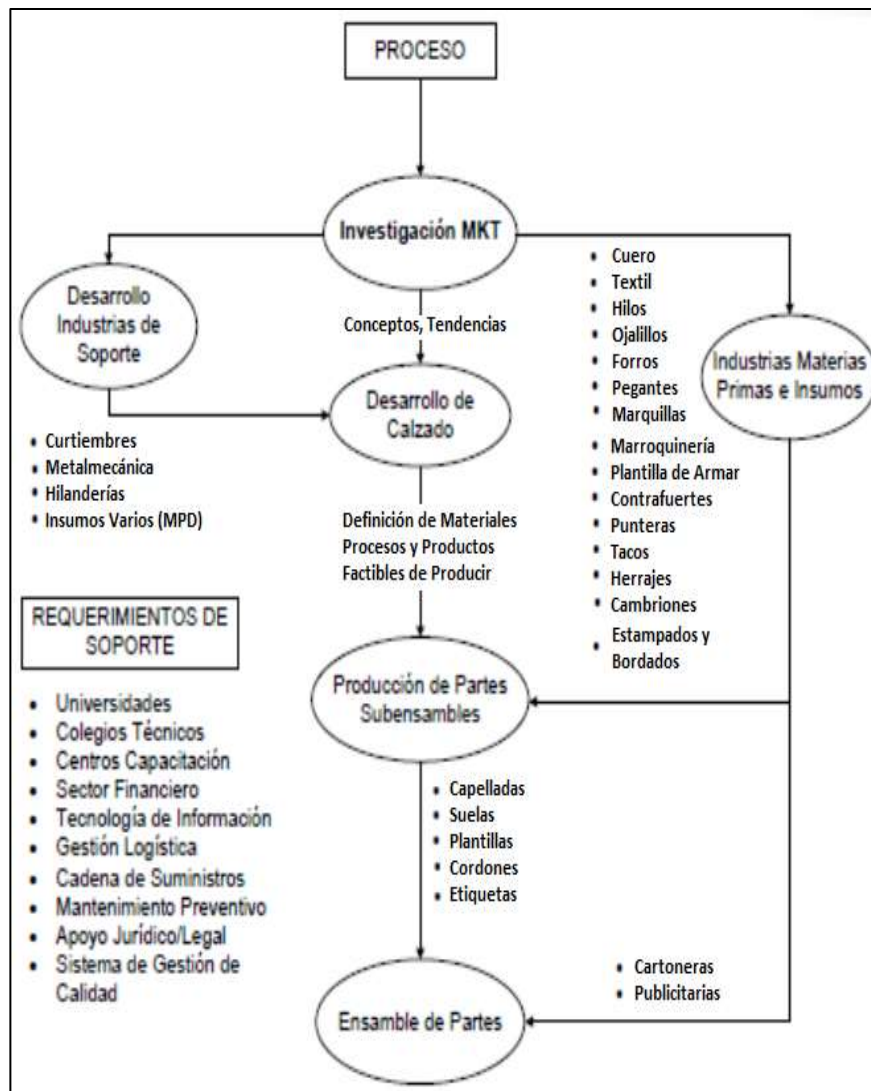 PROCESO
Investigación MKT
Desarrollo
Industrias de
Soporte
Conceptos, Tendencias
• Cuero
• Textil
• Hilos
• Ojalillos
• Forros
• Pegantes
• Marquillas
• Marroquinería
• Plantilla de Armar
• Contrafuertes
• Punteras
• Tacos
• Herrajes
• Cambriones
• Estampados y
Bordados
Industrias Materias
Primas e Insumos
Desarrollo de
Calzado
• Curtiembres
• Metalmecánica
• Hilanderías
• Insumos Varios (MPD)
Definición de Materiales
Procesos y Productos
Factibles de Producir
REQUERIMIENTOS DE
SOPORTE
• Universidades
• Colegios Técnicos
• Centros Capacitación
• Sector Financiero
• Tecnología de Información
• Gestión Logística
• Cadena de Suministros
• Mantenimiento Preventivo
• Apoyo Jurídico/Legal
• Sistema de Gestión de
Calidad
Producción de Partes
Subensambles
• Capelladas
• Suelas
• Plantillas
• Cordones
• Etiquetas
• Cartoneras
• Publicitarias
Ensamble de Partes